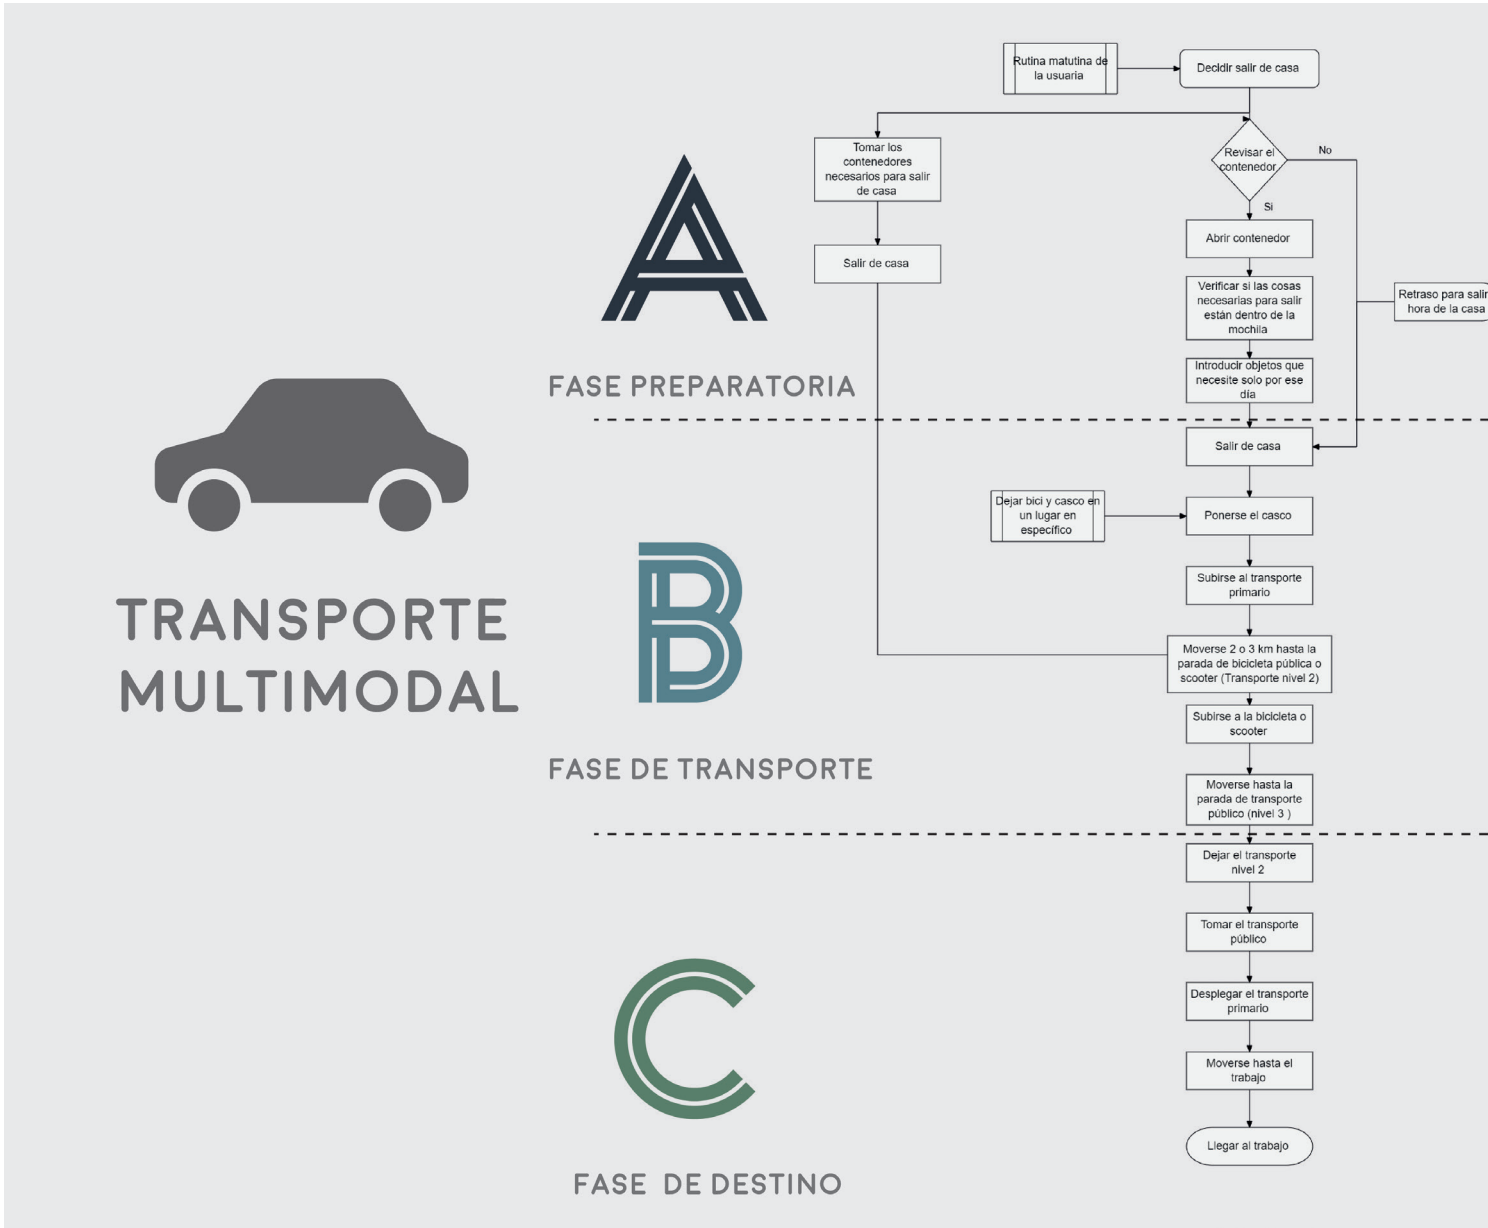 TRANSPORTE
MULTIMODAL
A
FASE PREPARATORIA
B
FASE DE TRANSPORTE
C
FASE DE DESTINO
Rutina matutina de
la usuaria
Decidir salir de casa
Tomar los
contenedores
necesarios para salir
de casa
Salir de casa
Revisar el
contenedor
No
Si
Abrir contenedor
Verificar si las cosas
necesarias para salir
están dentro de la
mochila
Introducir objetos que
necesite solo por ese
día
Retraso para salir
hora de la casa
Salir de casa
Dejar bici y casco en
un lugar en
específico
Ponerse el casco
Subirse al transporte
primario
Moverse 2 o 3 km hasta la
parada de bicicleta pública o
scooter (Transporte nivel 2)
Subirse a la bicicleta o
scooter
Moverse hasta la
parada de transporte
público (nivel 3 )
Dejar el transporte
nivel 2
Tomar el transporte
público
Desplegar el transporte
primario
Moverse hasta el
trabajo
Llegar al trabajo